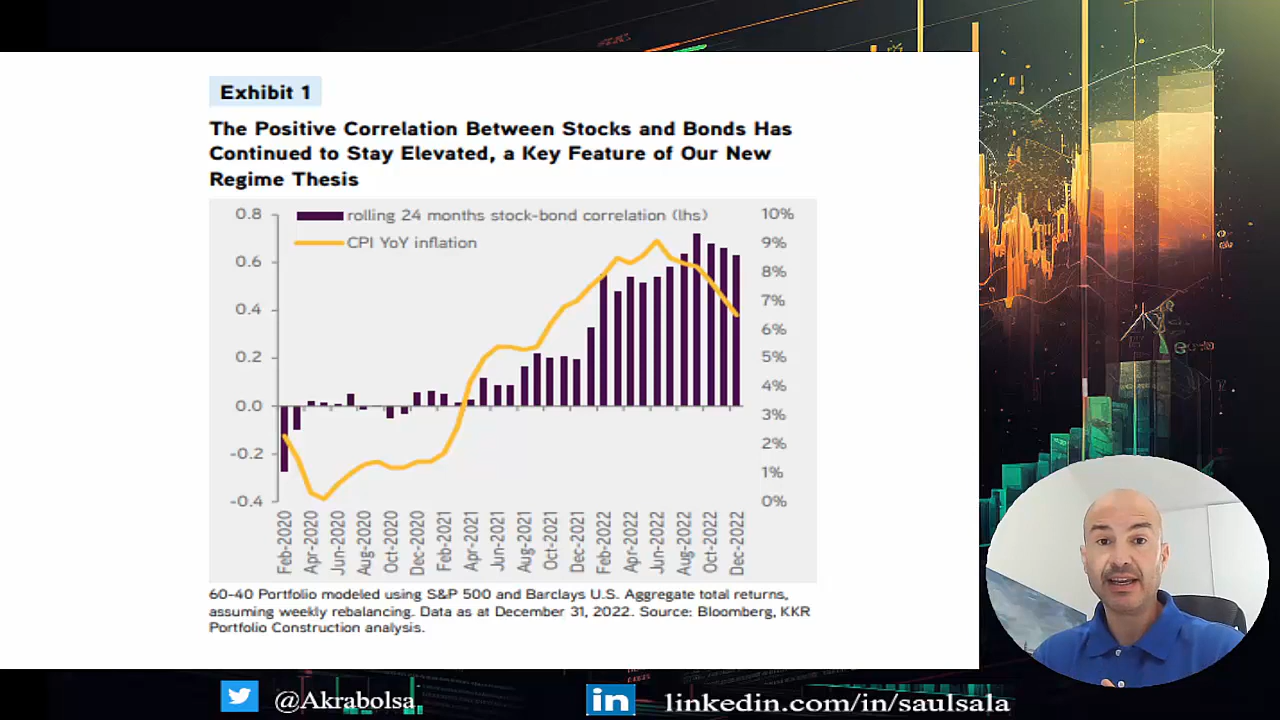 Exhibit 1
The Positive Correlation Between Stocks and Bonds Has
Continued to Stay Elevated, a Key Feature of Our New
Regime Thesis
rolling 24 months stock-bond correlation (lhs)
CPI YoY inflation
0.8
0.6
0.4
0.2
0.0
-0.2
-0.4
10%
9%
8%
7%
6%
5%
4%
3%
2%
1%
0%
Feb-2020
Apr-2020
Jun-2020
Aug-2020
Oct-2020
Dec-2020
Feb-2021
Apr-2021
Jun-2021
Aug-2021
Oct-2021
Dec-2021
Feb-2022
Apr-2022
Jun-2022
Aug-2022
Oct-2022
Dec-2022
60-40 Portfolio modeled using S&P 500 and Barclays U.S. Aggregate total returns,
assuming weekly rebalancing. Data as at December 31, 2022. Source: Bloomberg, KKR
Portfolio Construction analysis.
@Akrabolsa
in
linkedin.com/in/saulsala